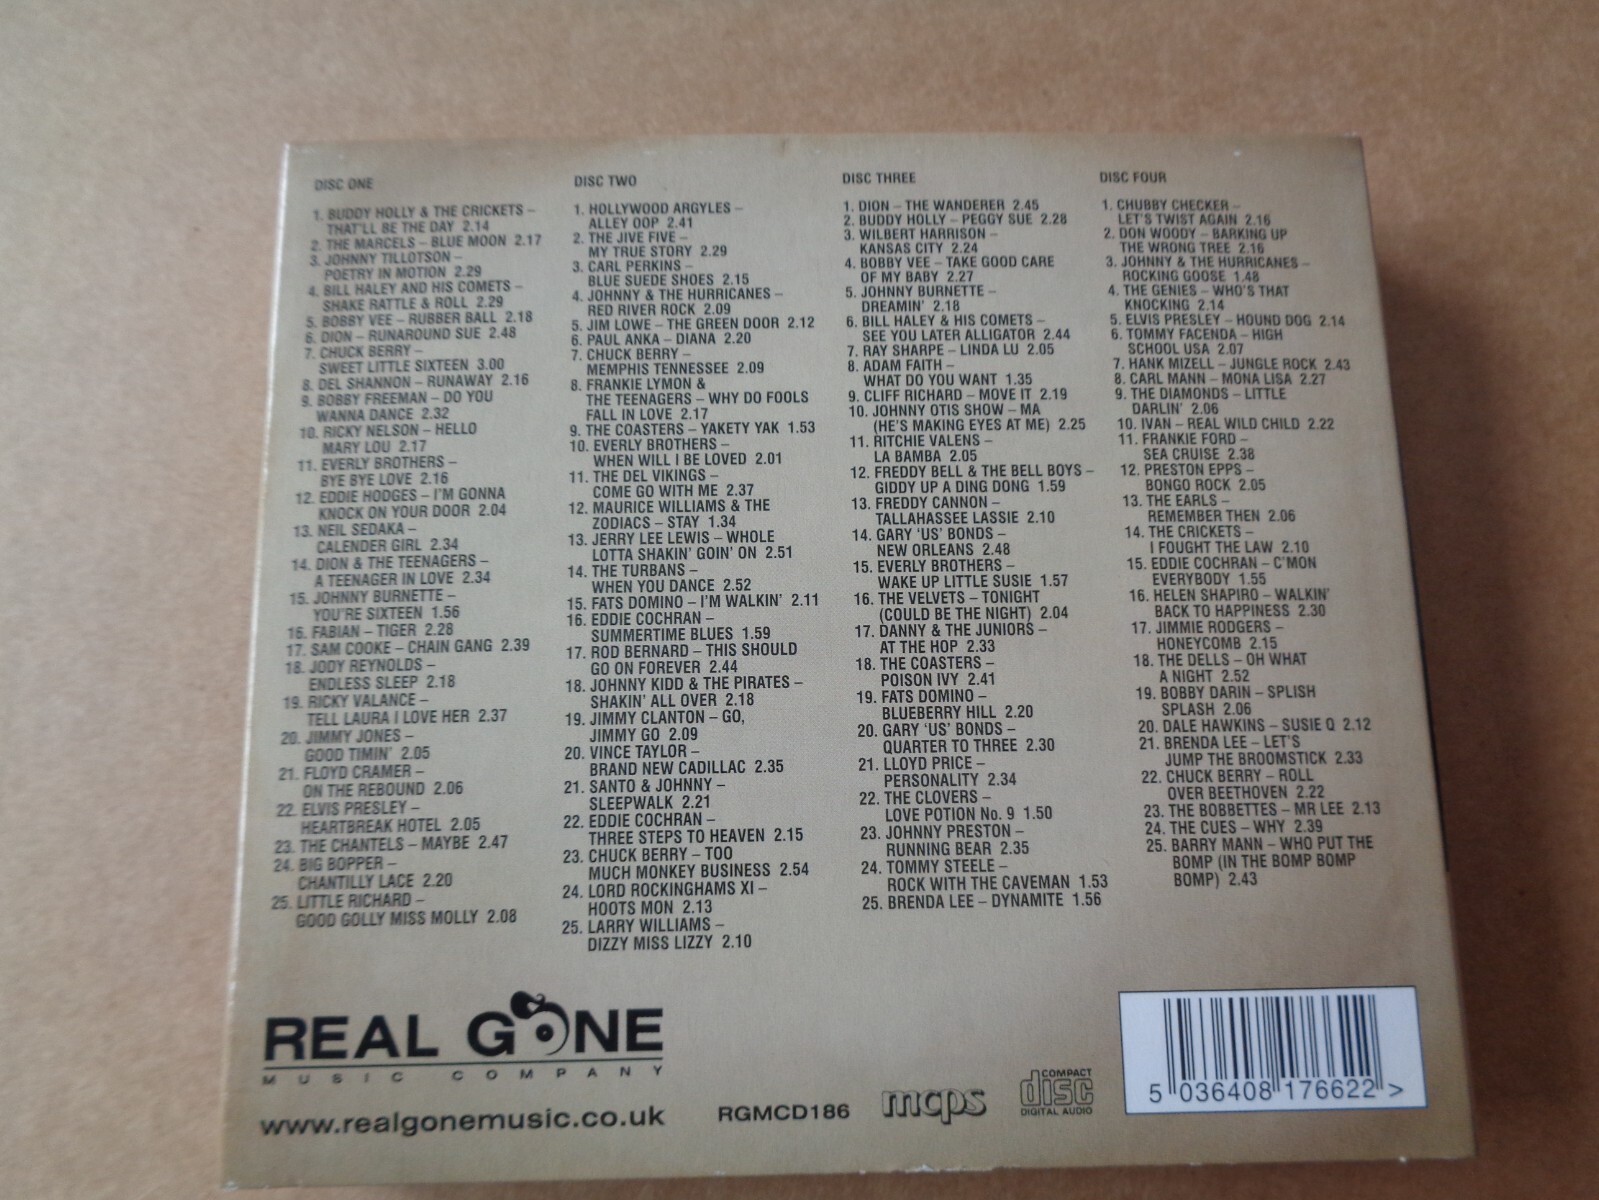 DISC ONE
1. BUDDY HOLLY & THE CRICKETS –
THAT'LL BE THE DAY 2.14
2. THE MARCELS – BLUE MOON 2.17
3. JOHNNY TILLOTSON –
POETRY IN MOTION 2.29
4. BILL HALEY AND HIS COMETS –
SHAKE RATTLE & ROLL 2.29
5. BOBBY VEE – RUBBER BALL 2.18
6. DION – RUNAROUND SUE 2.48
7. CHUCK BERRY –
SWEET LITTLE SIXTEEN 3.00
8. DEL SHANNON – RUNAWAY 2.16
9. BOBBY FREEMAN – DO YOU
WANNA DANCE 2.32
10. RICKY NELSON – HELLO
MARY LOU 2.17
11. EVERLY BROTHERS –
BYE BYE LOVE 2.16
12. EDDIE HODGES – I'M GONNA
KNOCK ON YOUR DOOR 2.04
13. NEIL SEDAKA –
CALENDER GIRL 2.34
14. DION & THE TEENAGERS –
A TEENAGER IN LOVE 2.34
15. JOHNNY BURNETTE –
YOU'RE SIXTEEN 1.56
16. FABIAN – TIGER 2.28
17. SAM COOKE – CHAIN GANG 2.39
18. JODY REYNOLDS –
ENDLESS SLEEP 2.18
19. RICKY VALANCE –
TELL LAURA I LOVE HER 2.37
20. JIMMY JONES –
GOOD TIMIN' 2.05
21. FLOYD CRAMER –
ON THE REBOUND 2.06
22. ELVIS PRESLEY –
HEARTBREAK HOTEL 2.05
23. THE CHANTELS – MAYBE 2.47
24. BIG BOPPER –
CHANTILLY LACE 2.20
25. LITTLE RICHARD –
GOOD GOLLY MISS MOLLY 2.08
DISC TWO
1. HOLLYWOOD ARGYLES –
ALLEY OOP 2.41
2. THE JIVE FIVE –
MY TRUE STORY 2.29
3. CARL PERKINS –
BLUE SUEDE SHOES 2.15
4. JOHNNY & THE HURRICANES –
RED RIVER ROCK 2.09
5. JIM LOWE – THE GREEN DOOR 2.12
6. PAUL ANKA – DIANA 2.20
7. CHUCK BERRY –
MEMPHIS TENNESSEE 2.09
8. FRANKIE LYMON &
THE TEENAGERS – WHY DO FOOLS
FALL IN LOVE 2.17
9. THE COASTERS – YAKETY YAK 1.53
10. EVERLY BROTHERS –
WHEN WILL I BE LOVED 2.01
11. THE DEL VIKINGS –
COME GO WITH ME 2.37
12. MAURICE WILLIAMS & THE
ZODIACS – STAY 1.34
13. JERRY LEE LEWIS – WHOLE
LOTTA SHAKIN' GOIN' ON 2.51
14. THE TURBANS –
WHEN YOU DANCE 2.52
15. FATS DOMINO – I'M WALKIN' 2.11
16. EDDIE COCHRAN –
SUMMERTIME BLUES 1.59
17. ROD BERNARD – THIS SHOULD
GO ON FOREVER 2.44
18. JOHNNY KIDD & THE PIRATES –
SHAKIN' ALL OVER 2.18
19. JIMMY CLANTON – GO,
JIMMY GO 2.09
20. VINCE TAYLOR –
BRAND NEW CADILLAC 2.35
21. SANTO & JOHNNY –
SLEEPWALK 2.21
22. EDDIE COCHRAN –
THREE STEPS TO HEAVEN 2.15
23. CHUCK BERRY – TOO
MUCH MONKEY BUSINESS 2.54
24. LORD ROCKINGHAMS XI –
HOOTS MON 2.13
25. LARRY WILLIAMS –
DIZZY MISS LIZZY 2.10
DISC THREE
1. DION – THE WANDERER 2.45
2. BUDDY HOLLY – PEGGY SUE 2.28
3. WILBERT HARRISON –
KANSAS CITY 2.24
4. BOBBY VEE – TAKE GOOD CARE
OF MY BABY 2.27
5. JOHNNY BURNETTE –
DREAMIN' 2.18
6. BILL HALEY & HIS COMETS –
SEE YOU LATER ALLIGATOR 2.44
7. RAY SHARPE – LINDA LU 2.05
8. ADAM FAITH –
WHAT DO YOU WANT 1.35
9. CLIFF RICHARD – MOVE IT 2.19
10. JOHNNY OTIS SHOW – MA
(HE'S MAKING EYES AT ME) 2.25
11. RITCHIE VALENS –
LA BAMBA 2.05
12. FREDDY BELL & THE BELL BOYS –
GIDDY UP A DING DONG 1.59
13. FREDDY CANNON –
TALLAHASSEE LASSIE 2.10
14. GARY 'US' BONDS –
NEW ORLEANS 2.48
15. EVERLY BROTHERS –
WAKE UP LITTLE SUSIE 1.57
16. THE VELVETS – TONIGHT
(COULD BE THE NIGHT) 2.04
17. DANNY & THE JUNIORS –
AT THE HOP 2.33
18. THE COASTERS –
POISON IVY 2.41
19. FATS DOMINO –
BLUEBERRY HILL 2.20
20. GARY 'US' BONDS –
QUARTER TO THREE 2.30
21. LLOYD PRICE –
PERSONALITY 2.34
22. THE CLOVERS –
LOVE POTION No. 9 1.50
23. JOHNNY PRESTON –
RUNNING BEAR 2.35
24. TOMMY STEELE –
ROCK WITH THE CAVEMAN 1.53
25. BRENDA LEE – DYNAMITE 1.56
DISC FOUR
1. CHUBBY CHECKER –
LET'S TWIST AGAIN 2.16
2. DON WOODY – BARKING UP
THE WRONG TREE 2.16
3. JOHNNY & THE HURRICANES –
ROCKING GOOSE 1.48
4. THE GENIES – WHO'S THAT
KNOCKING 2.14
5. ELVIS PRESLEY – HOUND DOG 2.14
6. TOMMY FACENDA – HIGH
SCHOOL USA 2.07
7. HANK MIZELL – JUNGLE ROCK 2.43
8. CARL MANN – MONA LISA 2.27
9. THE DIAMONDS – LITTLE
DARLIN' 2.06
10. IVAN – REAL WILD CHILD 2.22
11. FRANKIE FORD –
SEA CRUISE 2.38
12. PRESTON EPPS –
BONGO ROCK 2.05
13. THE EARLS –
REMEMBER THEN 2.06
14. THE CRICKETS –
I FOUGHT THE LAW 2.10
15. EDDIE COCHRAN – C'MON
EVERYBODY 1.55
16. HELEN SHAPIRO – WALKIN'
BACK TO HAPPINESS 2.30
17. JIMMIE RODGERS –
HONEYCOMB 2.15
18. THE DELLS – OH WHAT
A NIGHT 2.52
19. BOBBY DARIN – SPLISH
SPLASH 2.06
20. DALE HAWKINS – SUSIE Q 2.12
21. BRENDA LEE – LET'S
JUMP THE BROOMSTICK 2.33
22. CHUCK BERRY – ROLL
OVER BEETHOVEN 2.22
23. THE BOBBETTES – MR LEE 2.13
24. THE CUES – WHY 2.39
25. BARRY MANN – WHO PUT THE
BOMP (IN THE BOMP BOMP
BOMP) 2.43
REAL GONE
MUSIC COMPANY
www.realgonemusic.co.uk
RGMCD186
mcps
COMPACT
disc
DIGITAL AUDIO
5 036408 176622 >